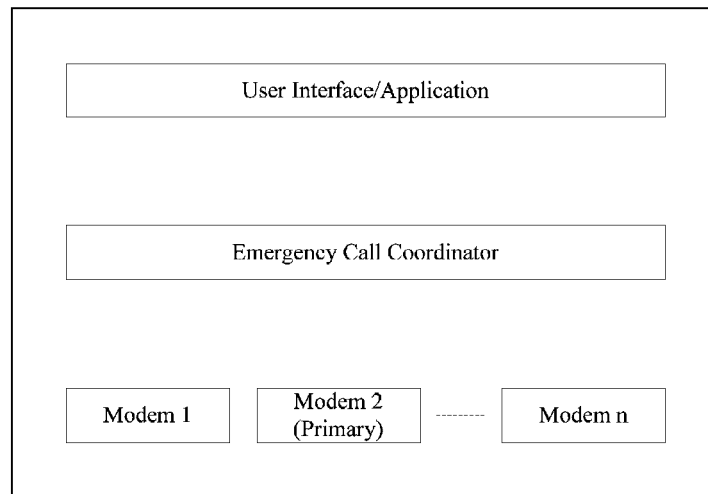 User Interface/Application
Emergency Call Coordinator
Modem 1
Modem 2
(Primary)
Modem n